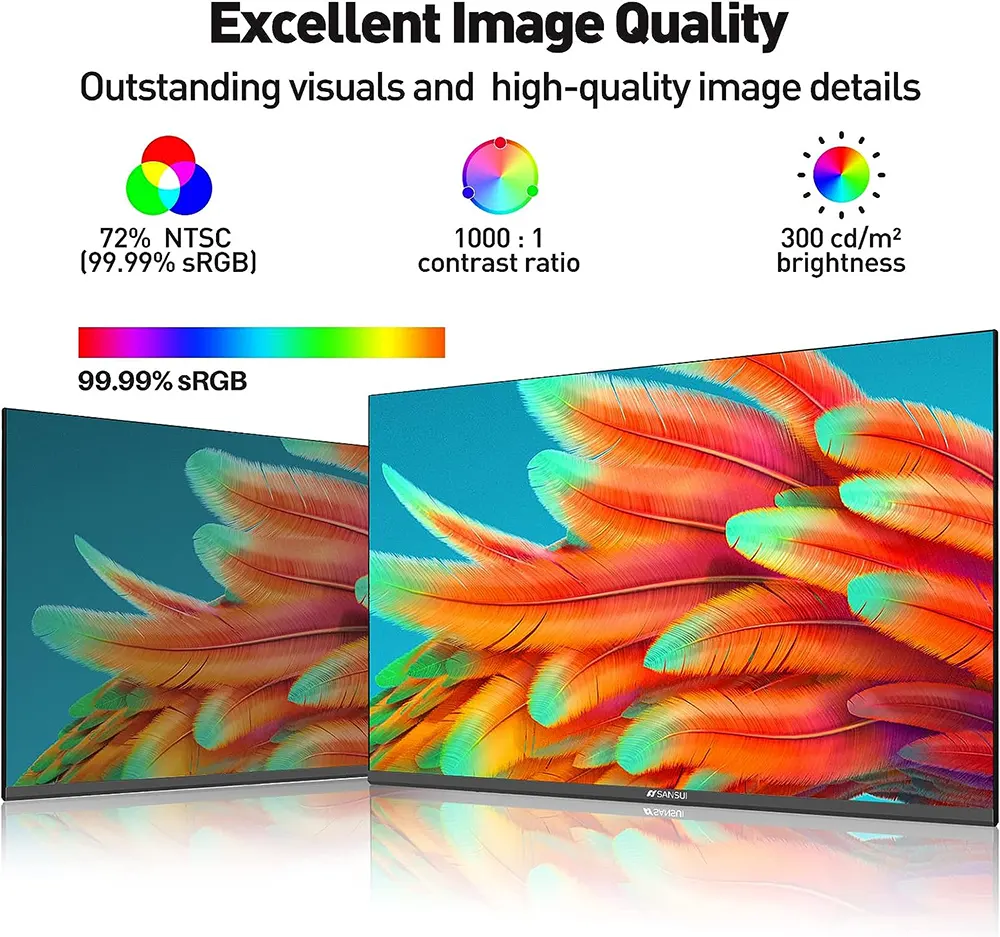 Excellent Image Quality
Outstanding visuals and high-quality image details
72% NTSC
(99.99% sRGB)
1000 : 1
contrast ratio
300 cd/m²
brightness
99.99% sRGB
SANSUI
SANSUI